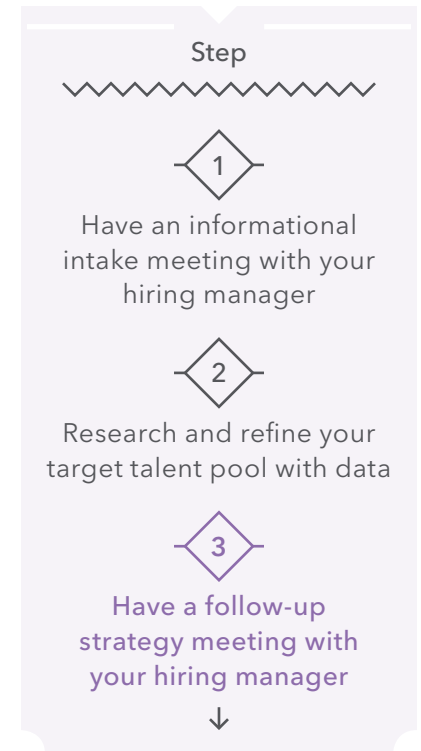 Step
1
Have an informational
intake meeting with your
hiring manager
2
Research and refine your
target talent pool with data
3
Have a follow-up
strategy meeting with
your hiring manager